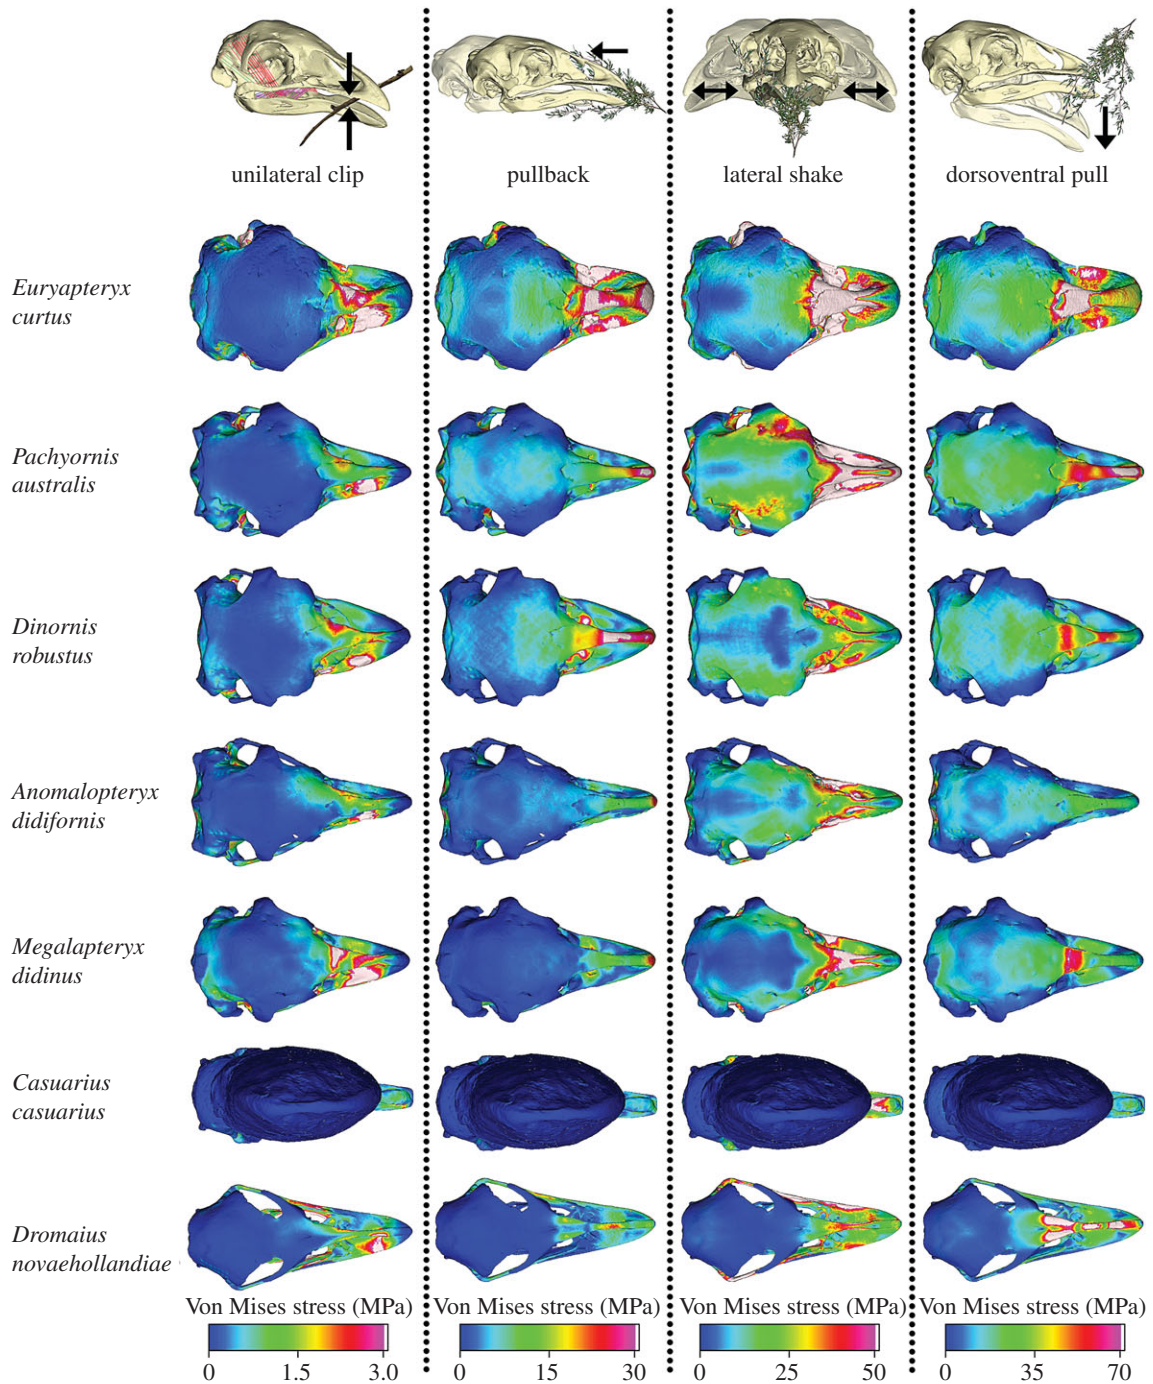 unilateral clip
pullback
lateral shake
dorsoventral pull
Euryapteryx
curtus
Pachyornis
australis
Dinornis
robustus
Anomalopteryx
didifornis
Megalapteryx
didinus
Casuarius
casuarius
Dromaius
novaehollandiae
Von Mises stress (MPa)
Von Mises stress (MPa)
Von Mises stress (MPa)
Von Mises stress (MPa)
0 1.5 3.0
0 15 30
0 25 50
0 35 70